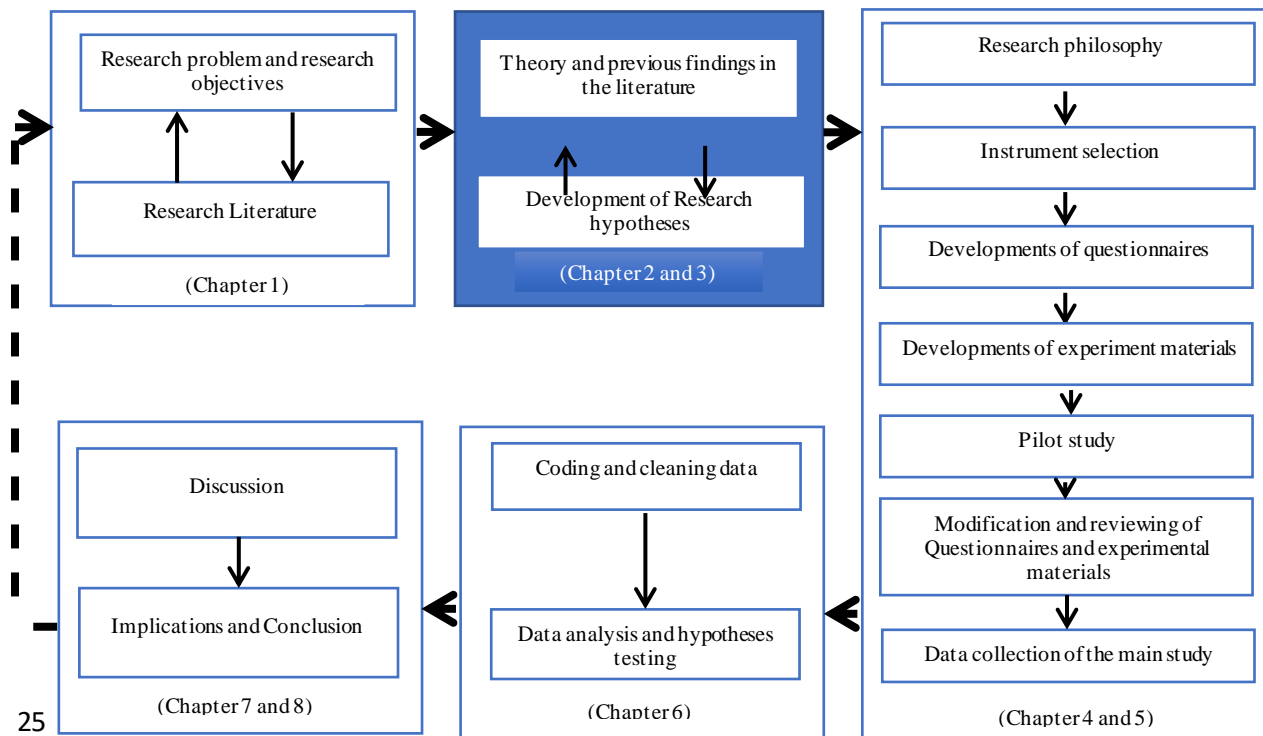 Research problem and research
objectives
Research Literature
(Chapter 1)
Theory and previous findings in
the literature
Development of Research
hypotheses
(Chapter 2 and 3)
Research philosophy
Instrument selection
Developments of questionnaires
Developments of experiment materials
Pilot study
Modification and reviewing of
Questionnaires and experimental
materials
Data collection of the main study
(Chapter 4 and 5)
Coding and cleaning data
Data analysis and hypotheses
testing
(Chapter 6)
Discussion
Implications and Conclusion
(Chapter 7 and 8)
25